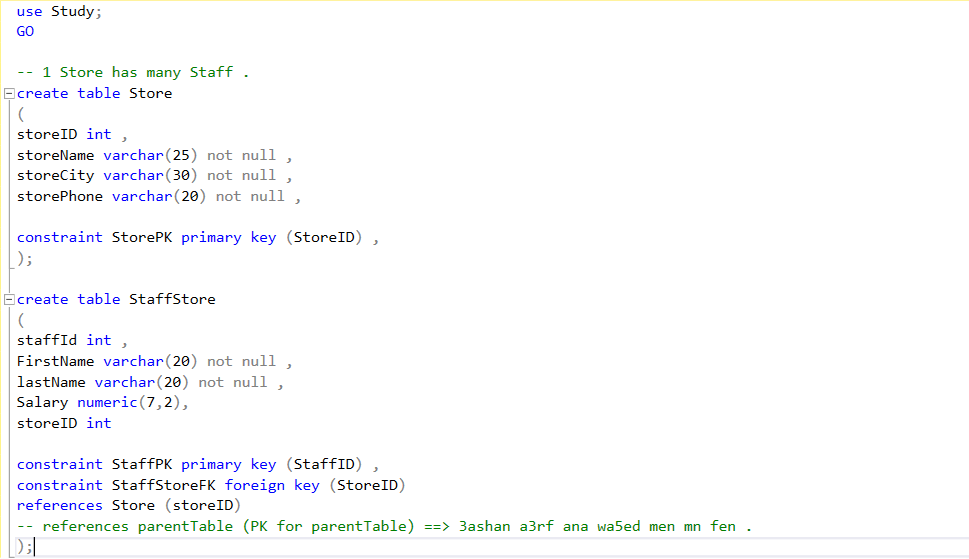 use Study;
GO
-- 1 Store has many Staff .
create table Store
(
storeID int ,
storeName varchar(25) not null ,
storeCity varchar(30) not null ,
storePhone varchar(20) not null ,
constraint StorePK primary key (StoreID) ,
);
create table StaffStore
(
staffId int ,
FirstName varchar(20) not null ,
lastName varchar(20) not null ,
Salary numeric(7,2),
storeID int
constraint StaffPK primary key (StaffID) ,
constraint StaffStoreFK foreign key (StoreID)
references Store (storeID)
-- references parentTable (PK for parentTable) ==> 3ashan a3rf ana wa5ed men mn fen .
);